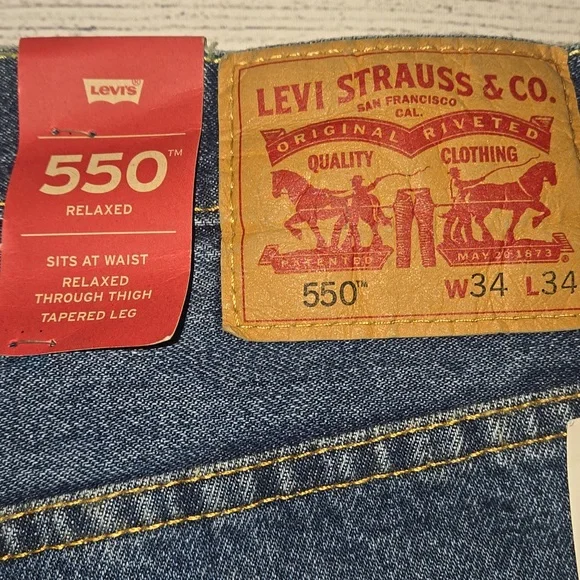 LEVI'S®
550™
RELAXED
SITS AT WAIST
RELAXED
THROUGH THIGH
TAPERED LEG
LEVI STRAUSS & CO.
SAN FRANCISCO
CAL.
ORIGINAL RIVETED
QUALITY CLOTHING
PATENTED MAY 20 1873 ®
550™ W34 L34